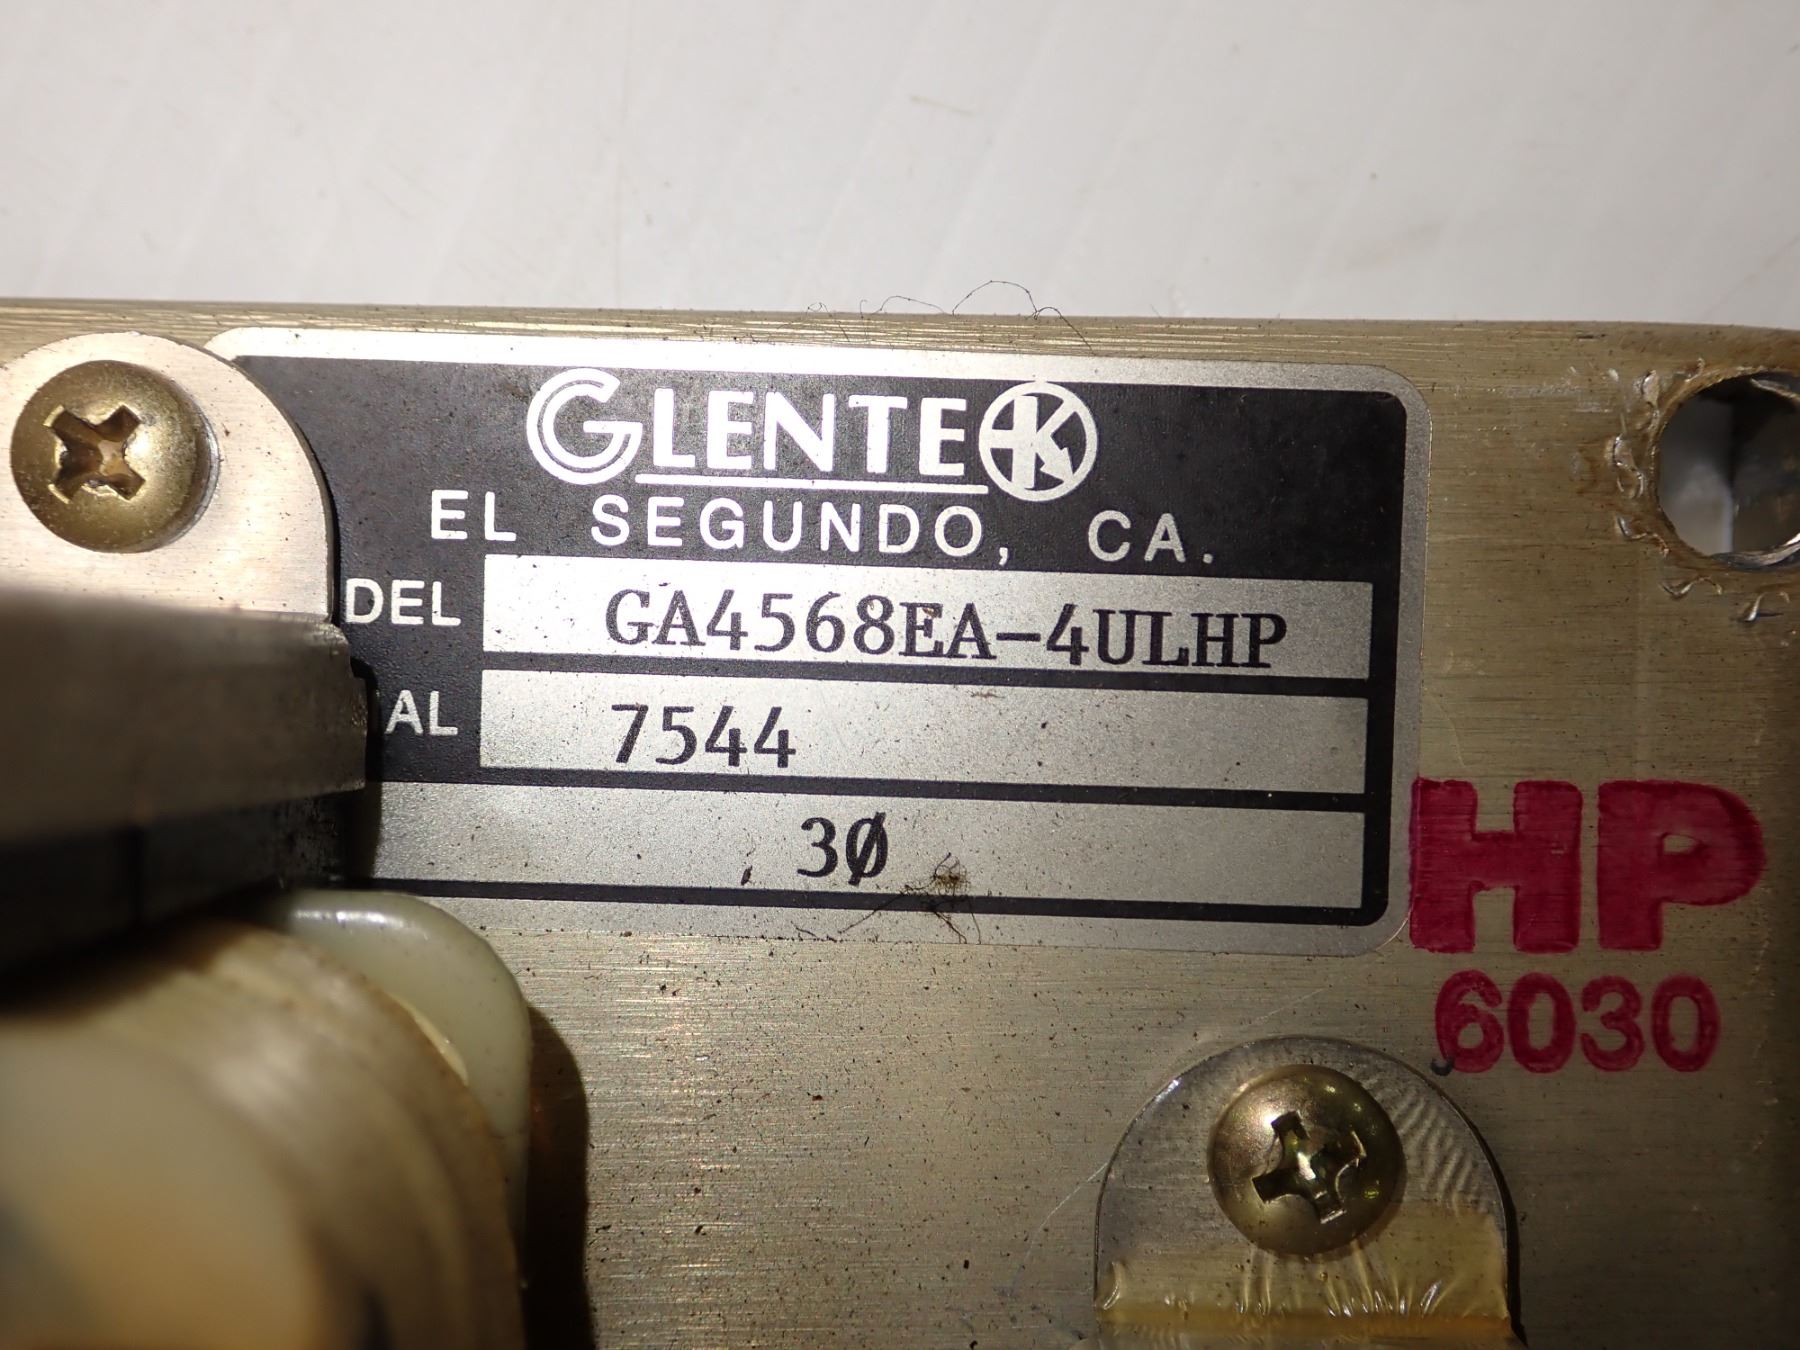 GLENTEK
EL SEGUNDO, CA.
DEL GA4568EA-4ULHP
AL 7544
3Ø
HP
6030